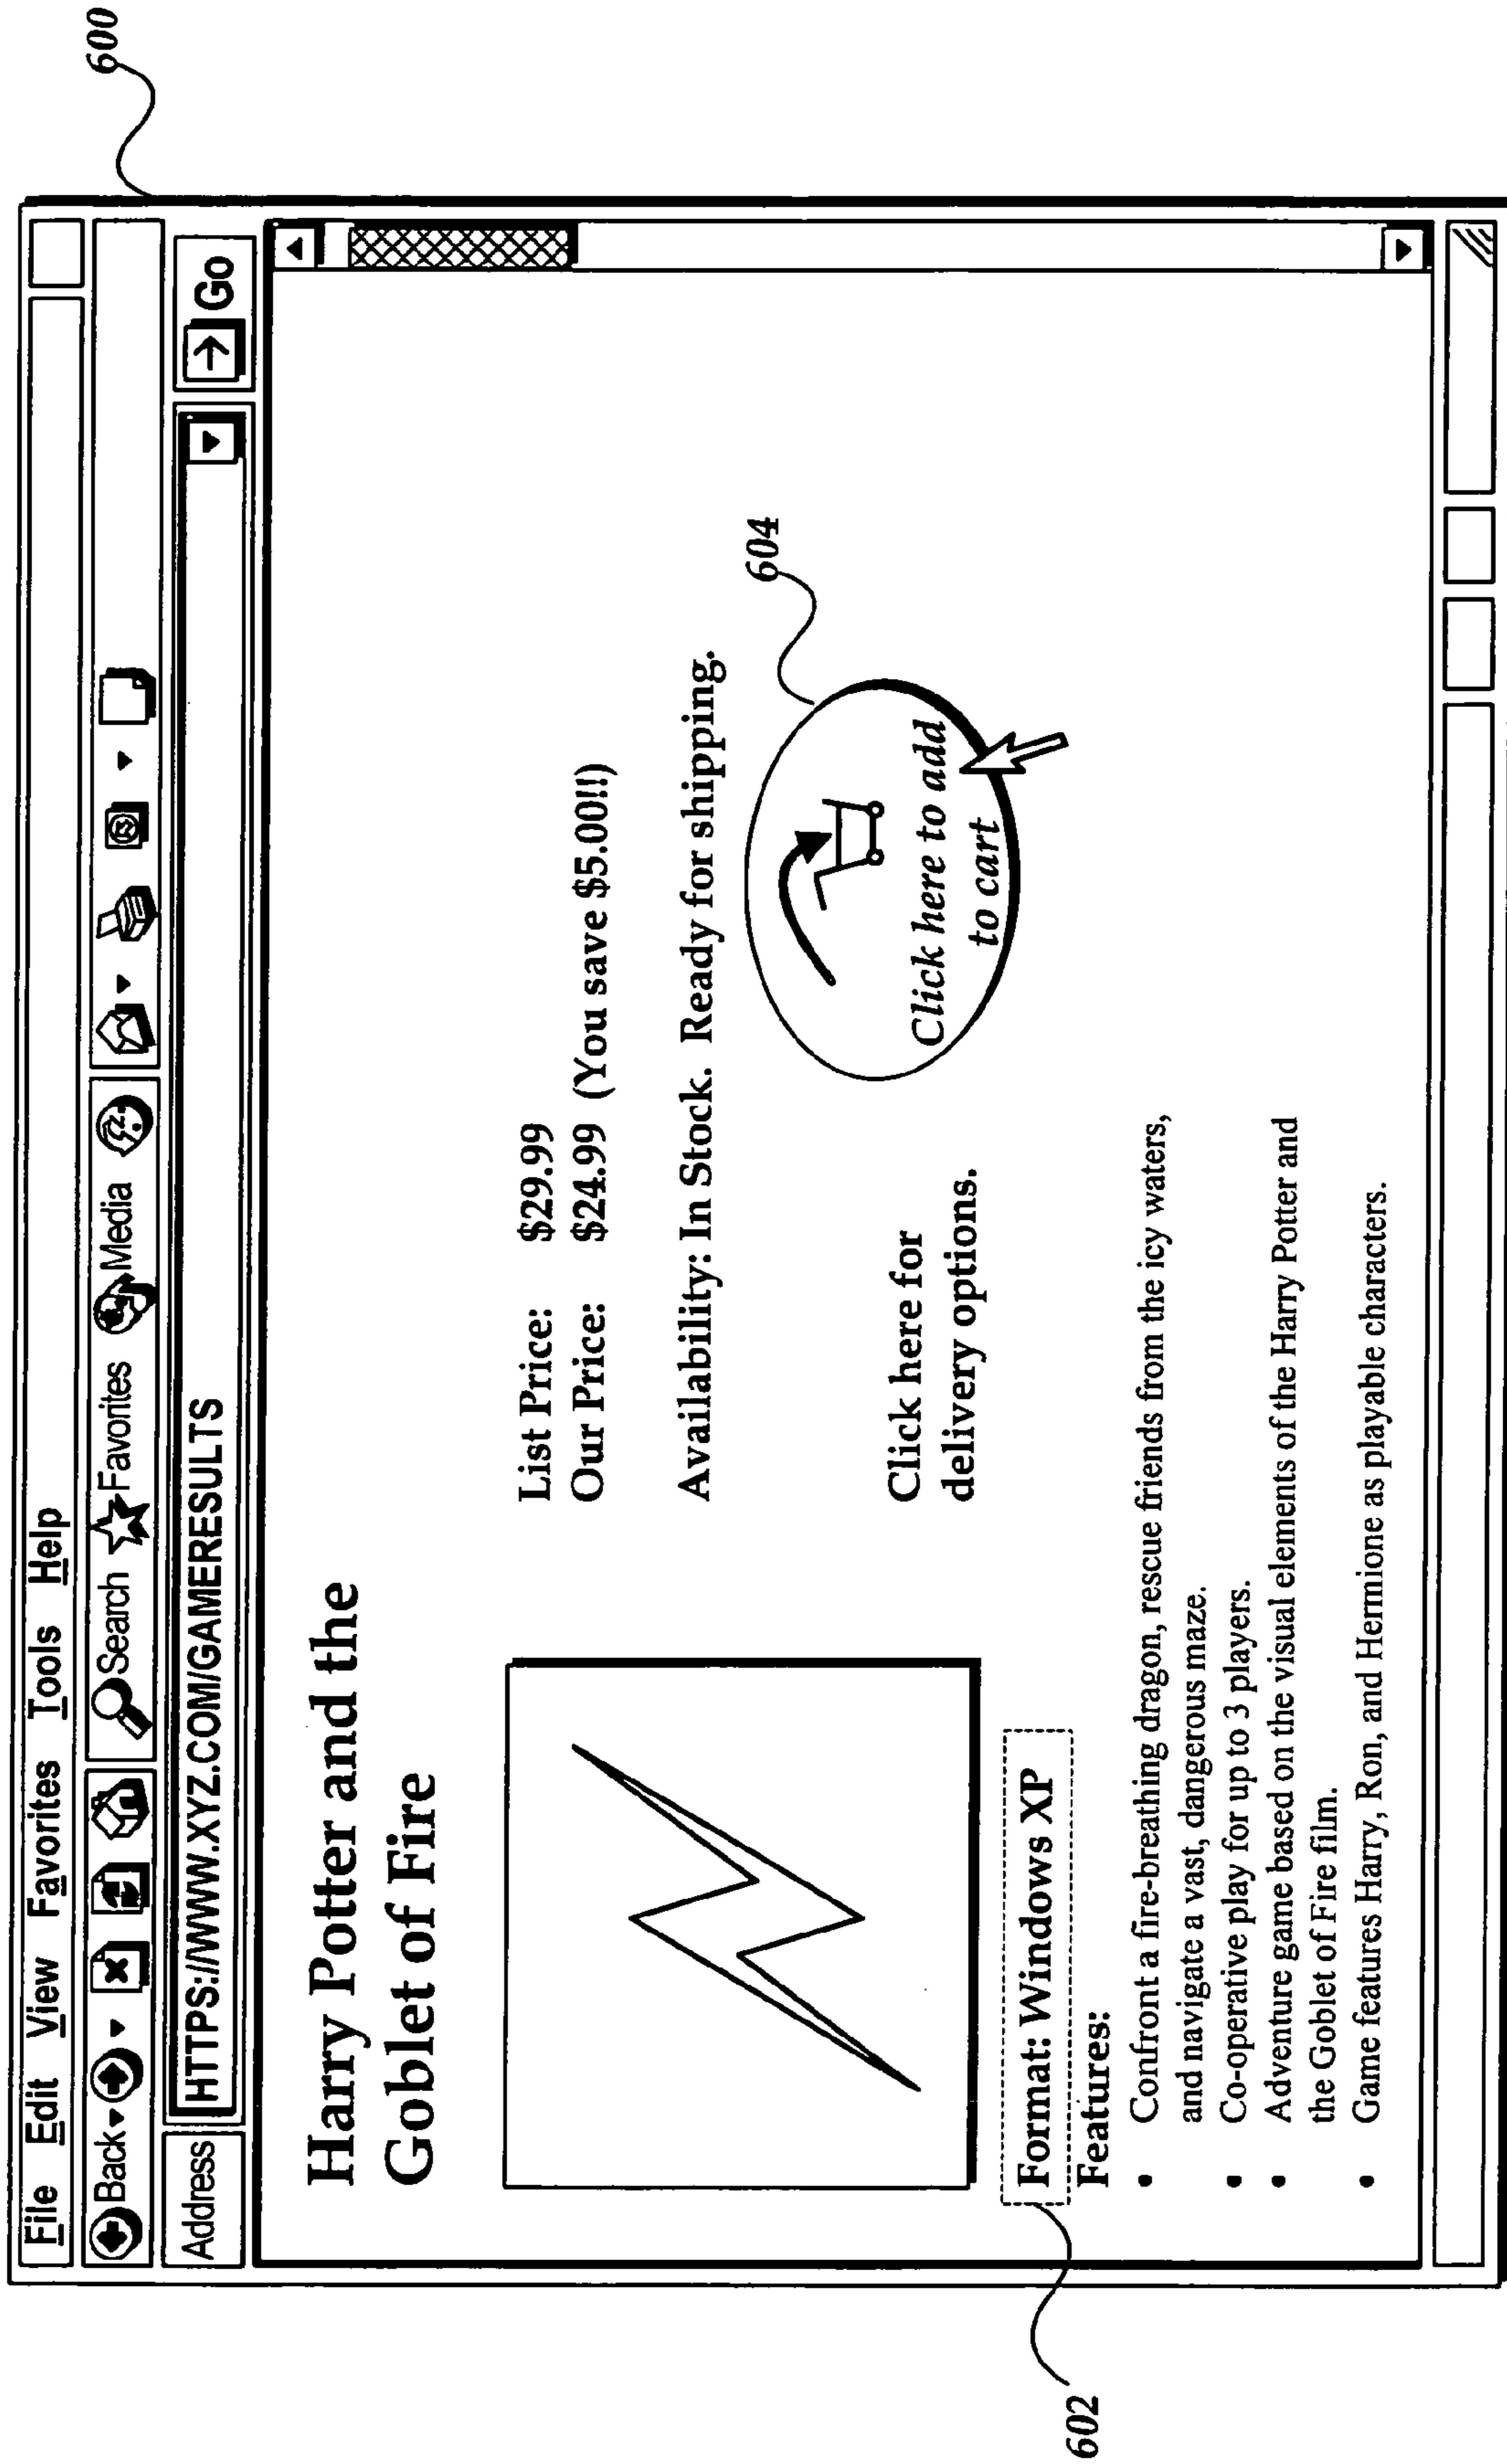 600
File Edit View Favorites Tools Help
Back Search Favorites Media
Address HTTPS://WWW.XYZ.COM/GAMERESULTS Go
Harry Potter and the
Goblet of Fire
List Price: $29.99
Our Price: $24.99 (You save $5.00!!)
Availability: In Stock. Ready for shipping.
604
Click here for
delivery options.
Click here to add
to cart
602
Format: Windows XP
Features:
• Confront a fire-breathing dragon, rescue friends from the icy waters,
and navigate a vast, dangerous maze.
• Co-operative play for up to 3 players.
• Adventure game based on the visual elements of the Harry Potter and
the Goblet of Fire film.
• Game features Harry, Ron, and Hermione as playable characters.